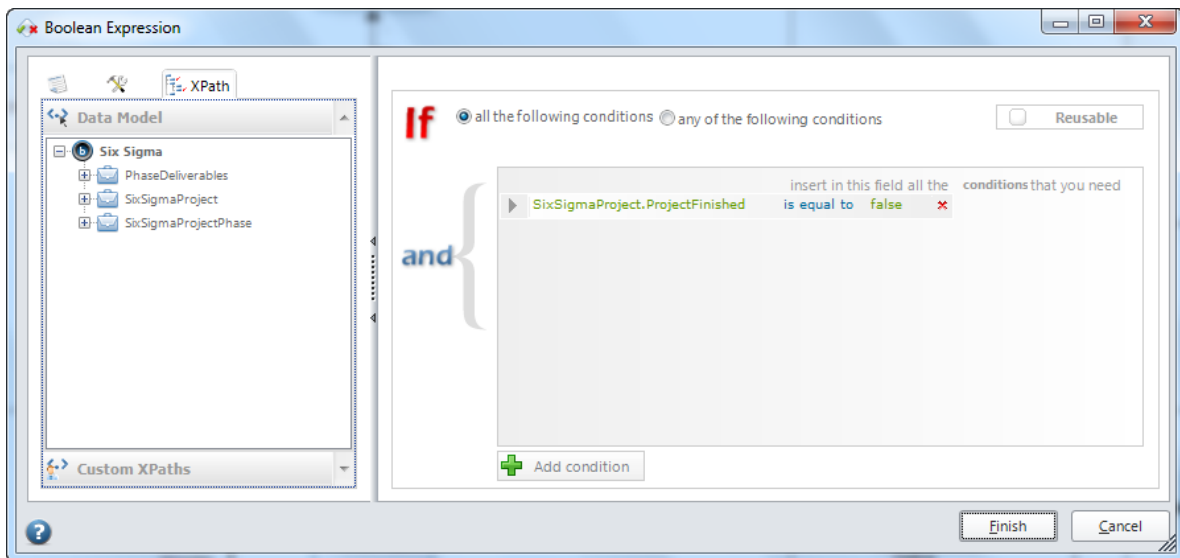 Boolean Expression
XPath
Data Model
Six Sigma
PhaseDeliverables
SixSigmaProject
SixSigmaProjectPhase
Custom XPaths
If
all the following conditions any of the following conditions
Reusable
insert in this field all the conditions that you need
SixSigmaProject.ProjectFinished is equal to false
and
Add condition
Finish Cancel